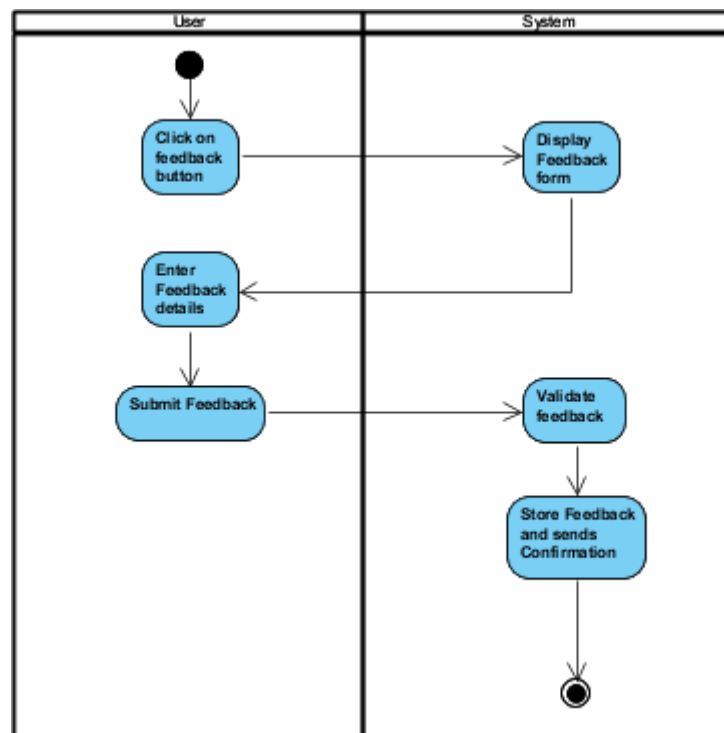 User
System
Click on
feedback
button
Display
Feedback
form
Enter
Feedback
details
Submit Feedback
Validate
feedback
Store Feedback
and sends
Confirmation